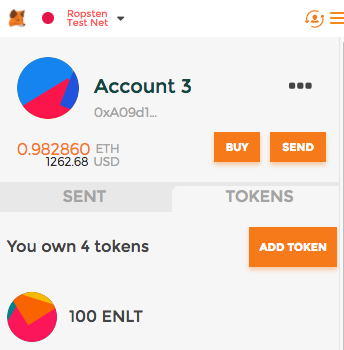 Ropsten
Test Net
Account 3
0xA09d1...
0.982860 ETH
1262.68 USD
BUY
SEND
SENT
TOKENS
You own 4 tokens
ADD TOKEN
100 ENLT